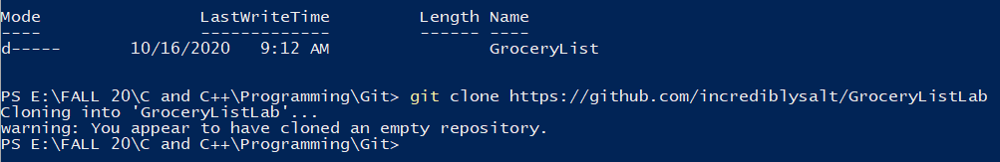 Mode                LastWriteTime         Length Name
----                -------------         ------ ----
d-----       10/16/2020   9:12 AM                GroceryList
PS E:\FALL 20\C and C++\Programming\Git> git clone https://github.com/incrediblysalt/GroceryListLab
Cloning into 'GroceryListLab'...
warning: You appear to have cloned an empty repository.
PS E:\FALL 20\C and C++\Programming\Git>